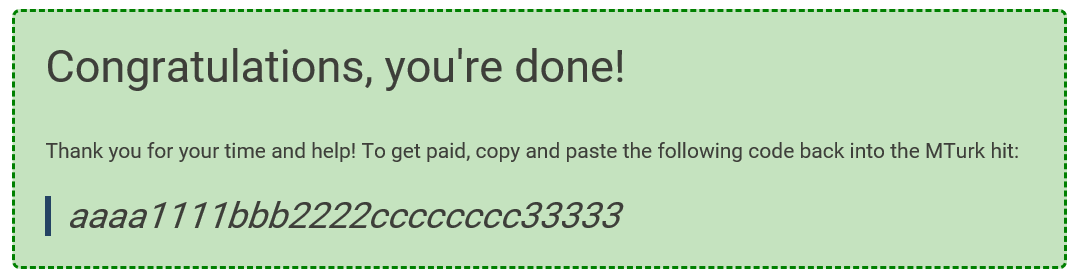 Congratulations, you're done!
Thank you for your time and help! To get paid, copy and paste the following code back into the MTurk hit:
aaaa1111bbb2222cccccccc33333